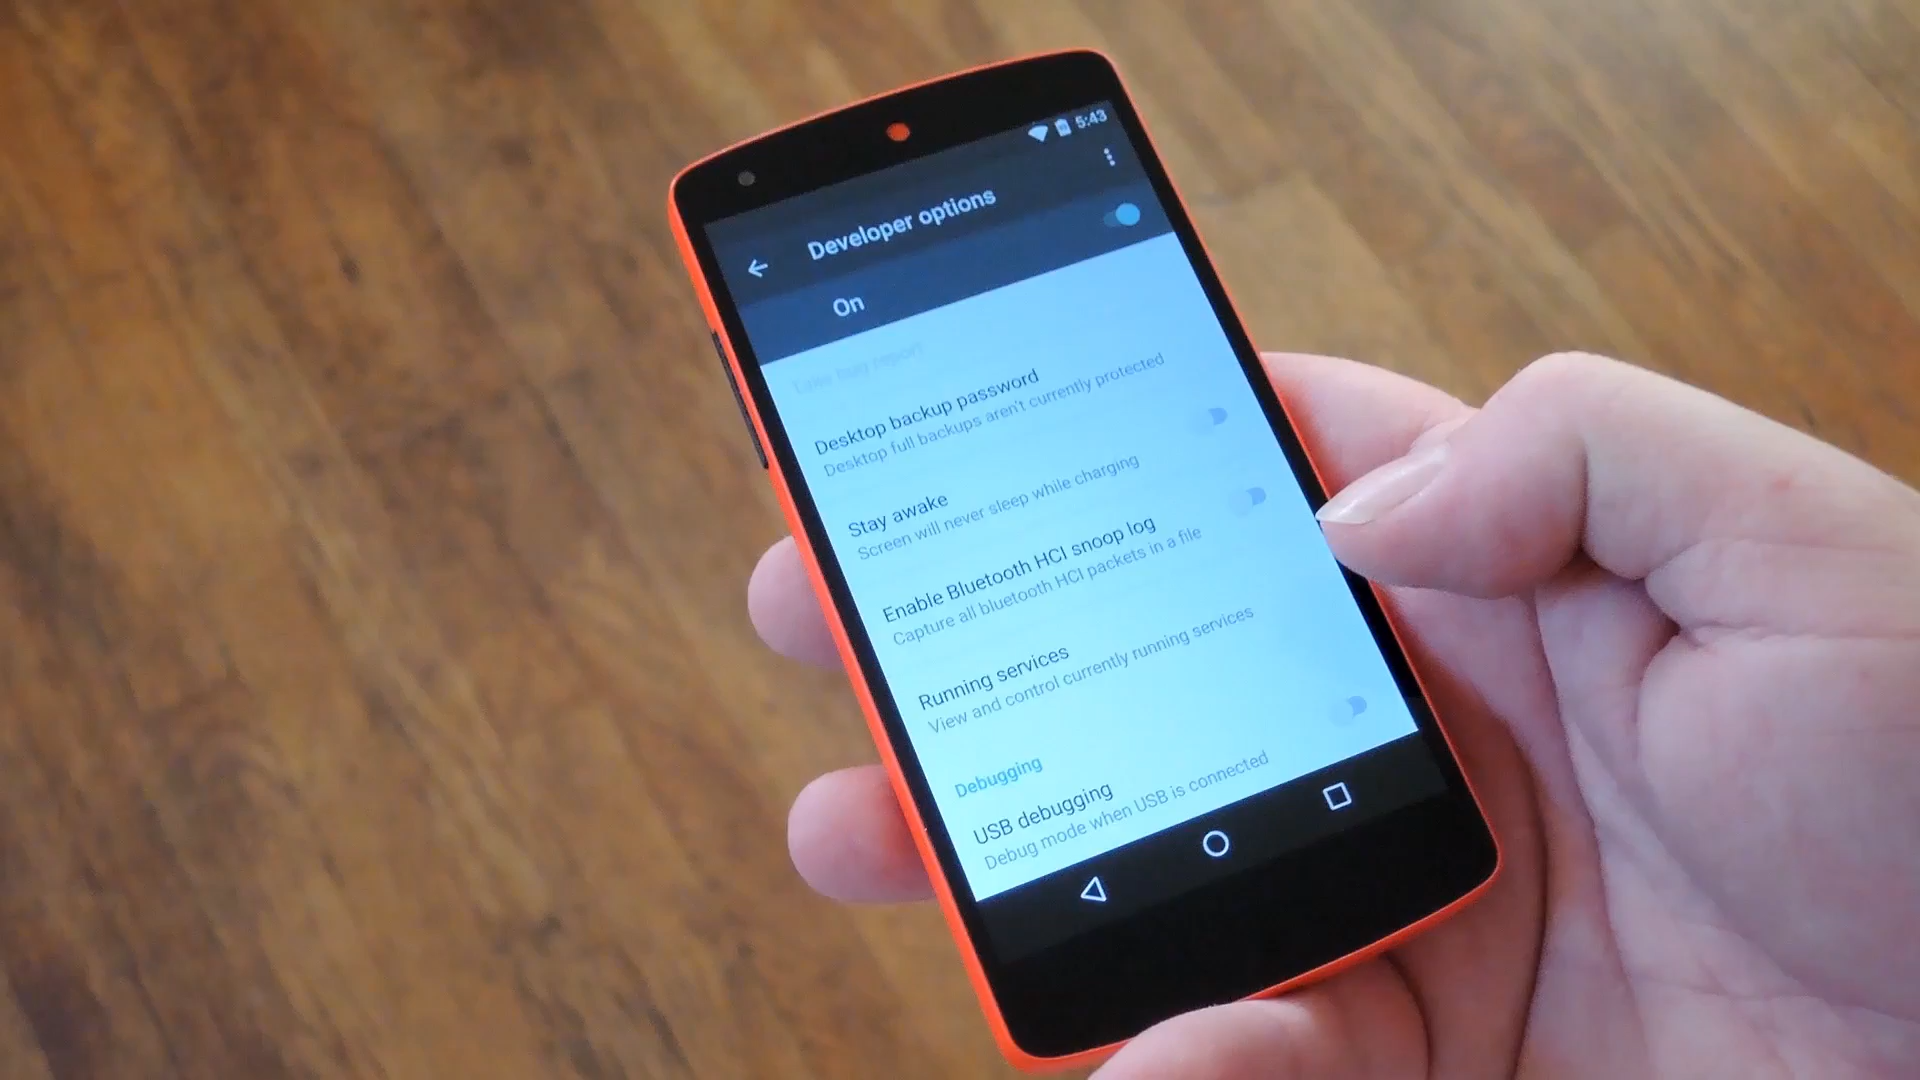 5:43
Developer options
On
Desktop backup password
Desktop full backups aren't currently protected
Stay awake
Screen will never sleep while charging
Enable Bluetooth HCI snoop log
Capture all bluetooth HCI packets in a file
Running services
View and control currently running services
Debugging
USB debugging
Debug mode when USB is connected